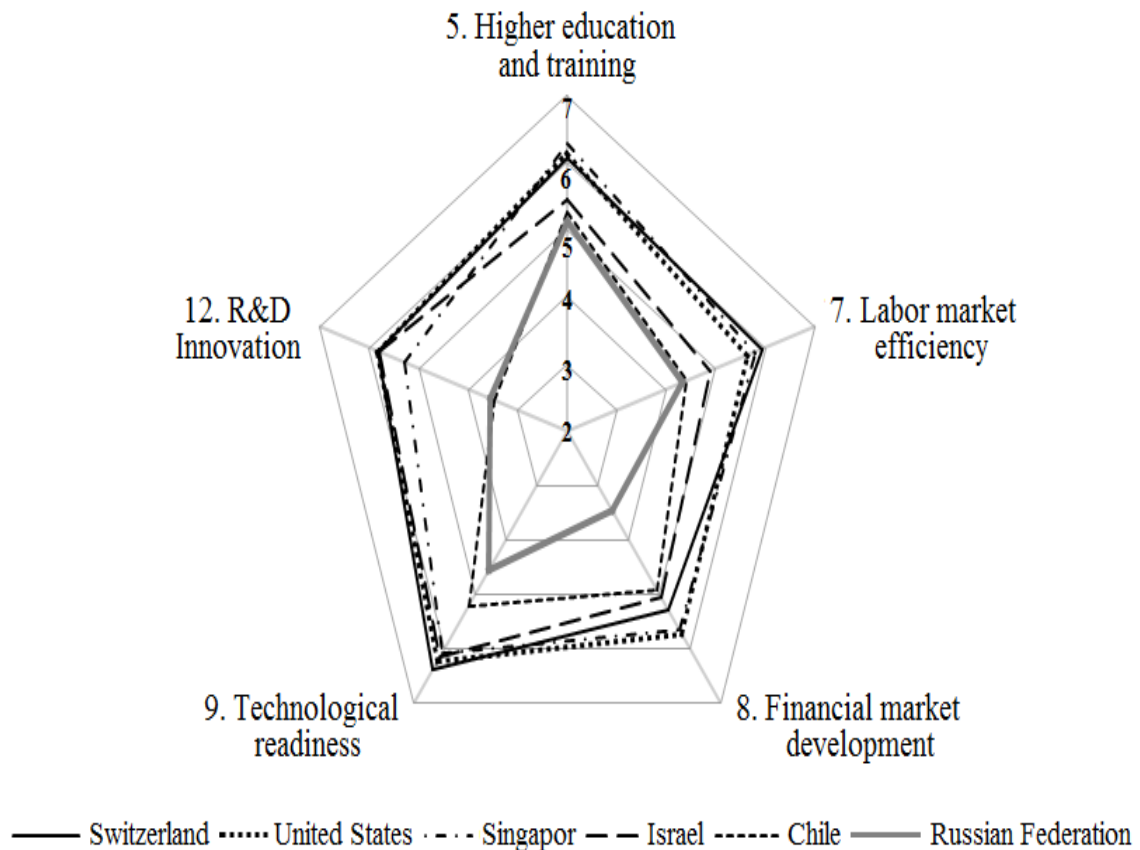 5. Higher education
and training
7
6
5
4
3
2
12. R&D
Innovation
7. Labor market
efficiency
9. Technological
readiness
8. Financial market
development
Switzerland United States Singapor Israel Chile Russian Federation